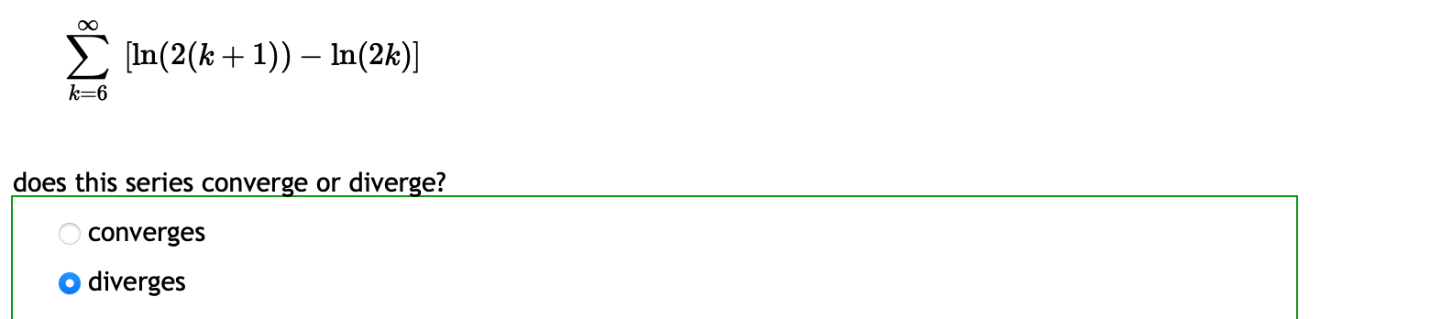 ∞
∑ [ln(2(k + 1)) − ln(2k)]
k=6
does this series converge or diverge?
converges
diverges